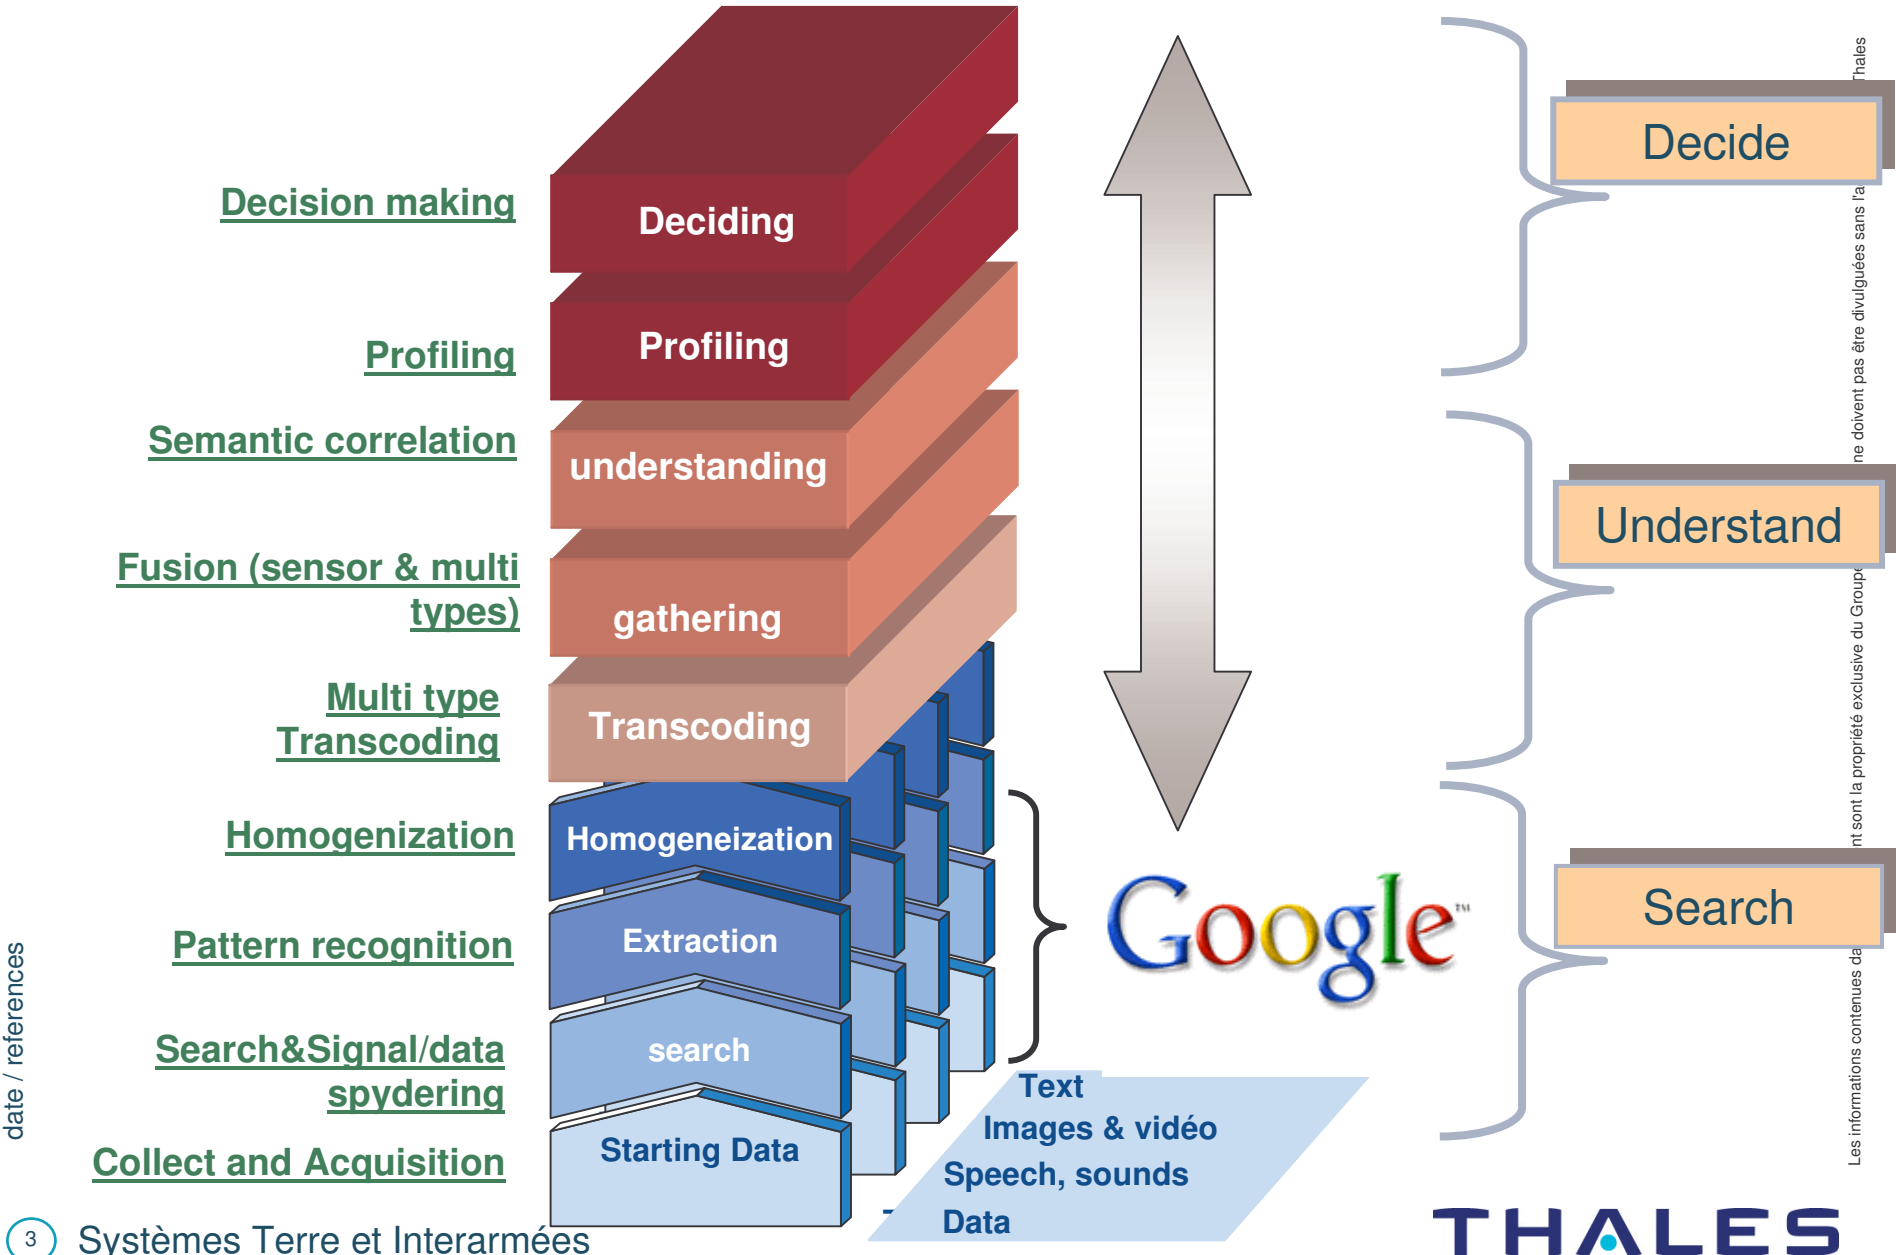 Decision making
Profiling
Semantic correlation
Fusion (sensor & multi
types)
Multi type
Transcoding
Homogenization
Pattern recognition
Search&Signal/data
spydering
Collect and Acquisition
Deciding
Profiling
understanding
gathering
Transcoding
Homogeneization
Extraction
search
Starting Data
Google™
Text
Images & vidéo
Speech, sounds
Data
Decide
Understand
Search
date / references
3 Systèmes Terre et Interarmées
THALES
Les informations contenues
sont la propriété exclusive du Groupe
ne doivent pas être divulguées sans
Thales